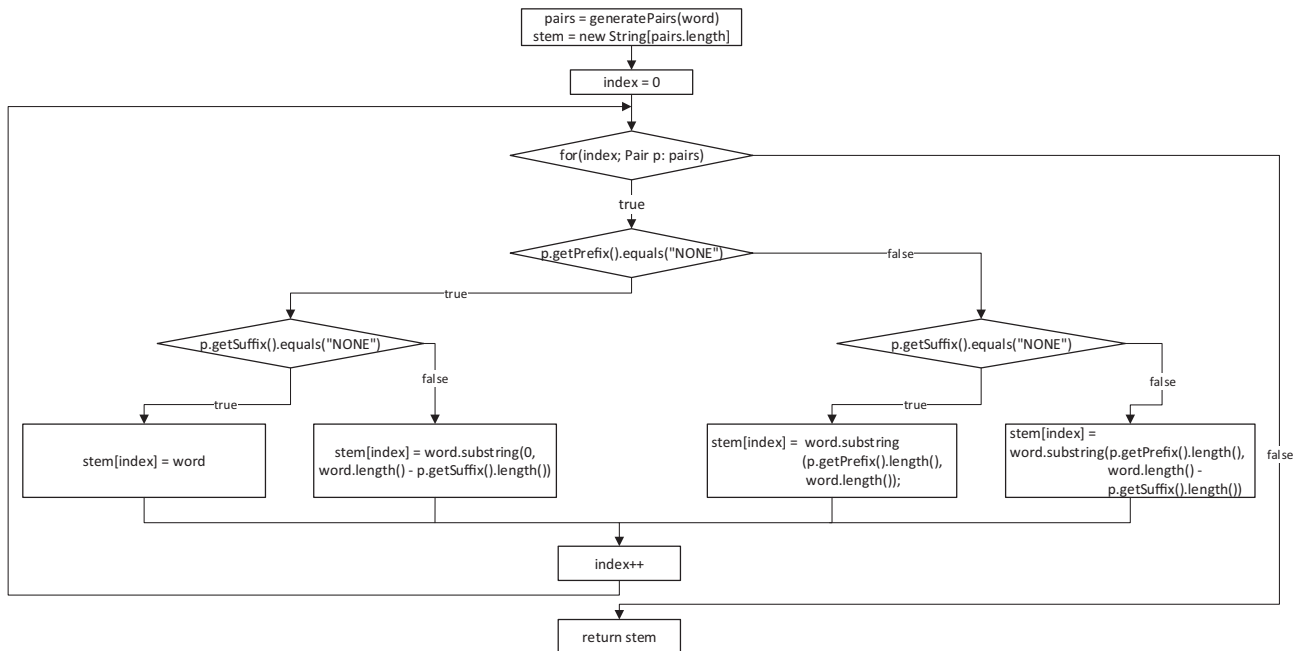 pairs = generatePairs(word)
stem = new String[pairs.length]
index = 0
for(index; Pair p: pairs)
true
p.getPrefix().equals("NONE")
false
true
p.getSuffix().equals("NONE")
p.getSuffix().equals("NONE")
false
false
true
true
stem[index] = word
stem[index] = word.substring(0,
word.length() - p.getSuffix().length())
stem[index] =  word.substring
(p.getPrefix().length(),
word.length());
stem[index] =
word.substring(p.getPrefix().length(),
word.length() -
p.getSuffix().length())
false
index++
return stem